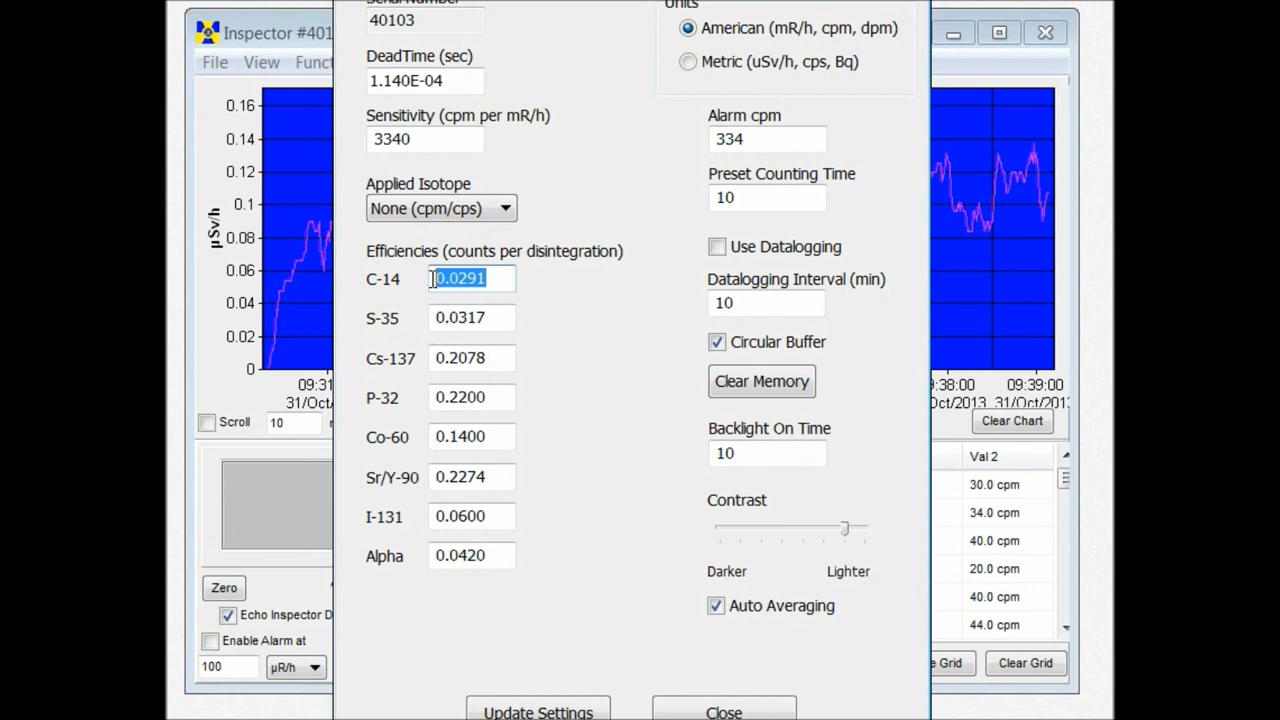 Serial Number
40103
DeadTime (sec)
1.140E-04
Sensitivity (cpm per mR/h)
3340
Applied Isotope
None (cpm/cps)
Efficiencies (counts per disintegration)
C-14 0.0291
S-35 0.0317
Cs-137 0.2078
P-32 0.2200
Co-60 0.1400
Sr/Y-90 0.2274
I-131 0.0600
Alpha 0.0420
Units
American (mR/h, cpm, dpm)
Metric (uSv/h, cps, Bq)
Alarm cpm
334
Preset Counting Time
10
Use Datalogging
Datalogging Interval (min)
10
Circular Buffer
Clear Memory
Backlight On Time
10
Contrast
Darker Lighter
Auto Averaging
Update Settings Close
Inspector #401
File View Funct
µSv/h
0.16
0.14
0.12
0.1
0.08
0.06
0.04
0.02
0
09:31
31/Oct/
09:38:00 09:39:00
Oct/2013 31/Oct/2013
Scroll 10
Clear Chart
Val 2
30.0 cpm
34.0 cpm
40.0 cpm
20.0 cpm
40.0 cpm
44.0 cpm
Zero
Echo Inspector D
Enable Alarm at
100 µR/h
e Grid Clear Grid